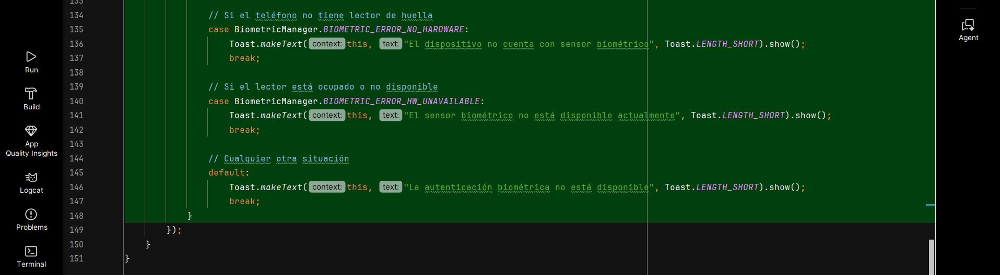 Run
Build
App
Quality Insights
Logcat
Problems
Terminal
133
134 // Si el teléfono no tiene lector de huella
135 case BiometricManager.BIOMETRIC_ERROR_NO_HARDWARE:
136 Toast.makeText( context: this, text: "El dispositivo no cuenta con sensor biométrico", Toast.LENGTH_SHORT).show();
137 break;
138
139 // Si el lector está ocupado o no disponible
140 case BiometricManager.BIOMETRIC_ERROR_HW_UNAVAILABLE:
141 Toast.makeText( context: this, text: "El sensor biométrico no está disponible actualmente", Toast.LENGTH_SHORT).show();
142 break;
143
144 // Cualquier otra situación
145 default:
146 Toast.makeText( context: this, text: "La autenticación biométrica no está disponible", Toast.LENGTH_SHORT).show();
147 break;
148 }
149 });
150 }
151 }
Agent